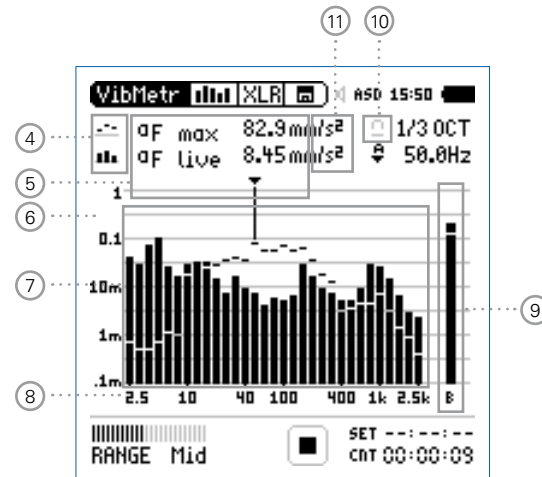 11 10
VibMetr XLR ASD 15:50
4 aF max 82.9mm/s² 1/3 OCT
aF live 8.45mm/s² 50.0Hz
5
1
6
0.1
7 10m
9
1m
.1m
8 2.5 10 40 100 400 1k 2.5k B
SET --:--:--
RANGE Mid CNT 00:00:09